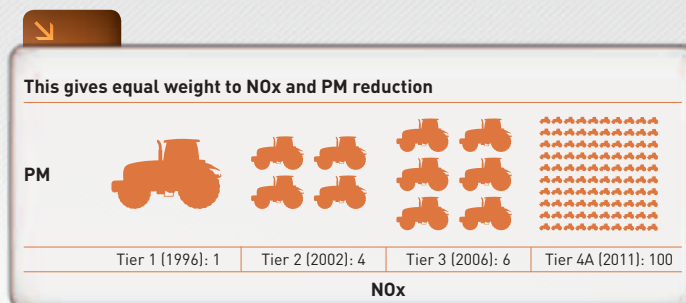 This gives equal weight to NOx and PM reduction
PM
Tier 1 (1996): 1
Tier 2 (2002): 4
Tier 3 (2006): 6
Tier 4A (2011): 100
NOx